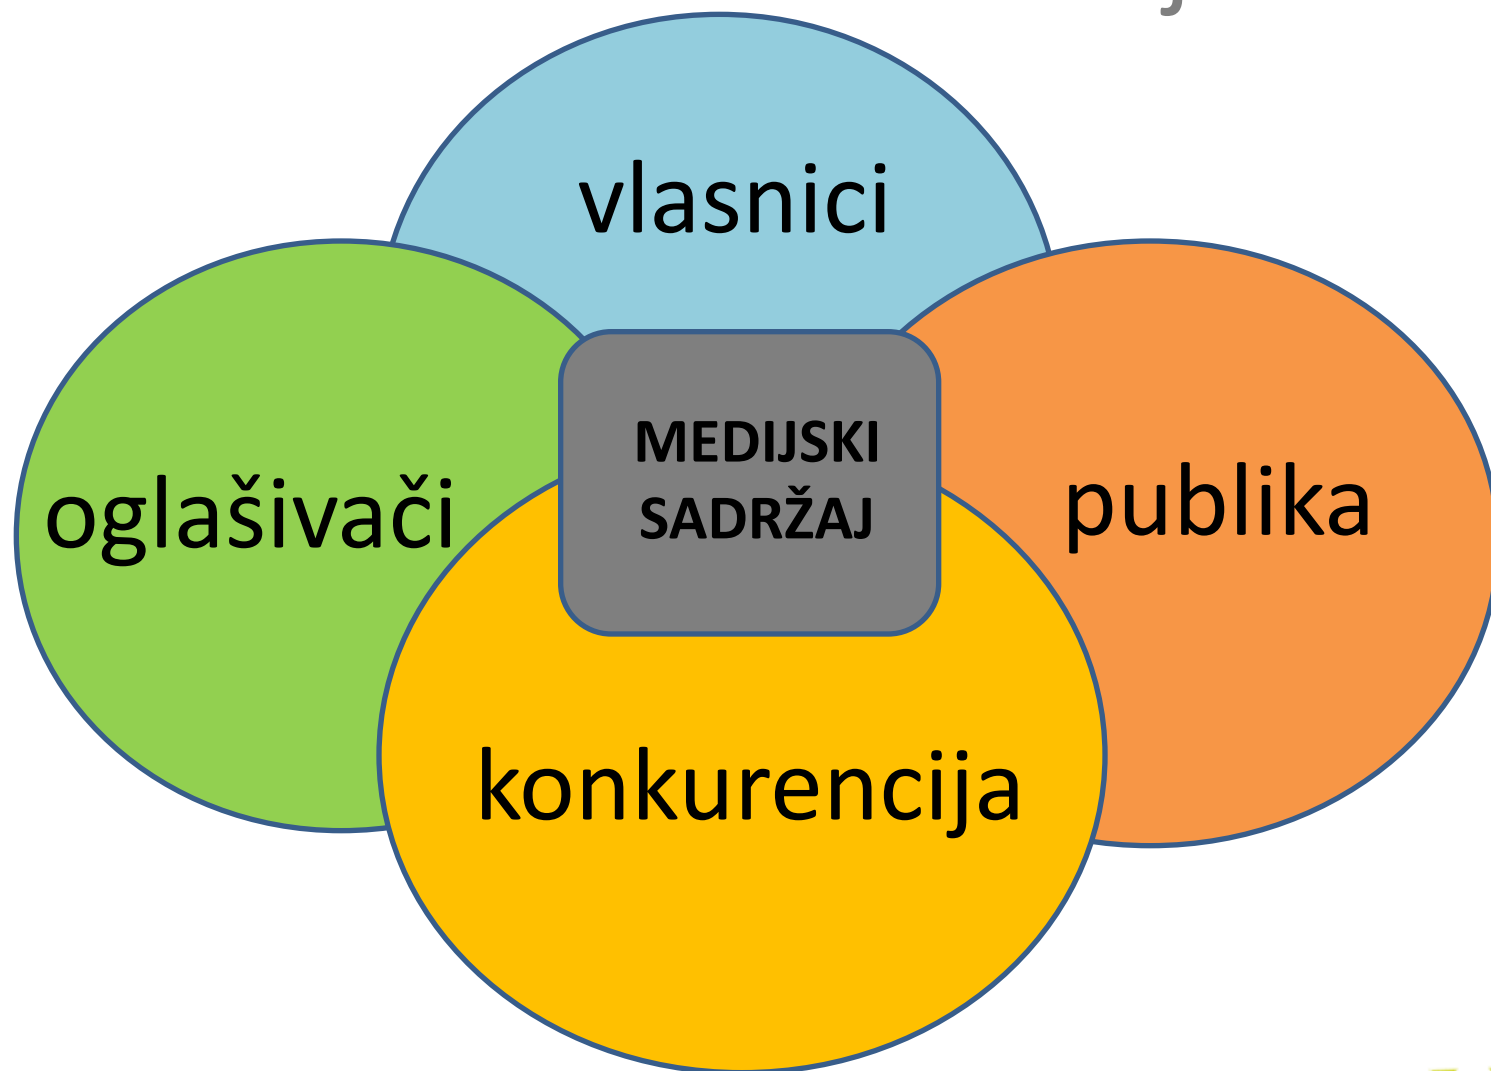 vlasnici
oglašivači
MEDIJSKI
SADRŽAJ
publika
konkurencija